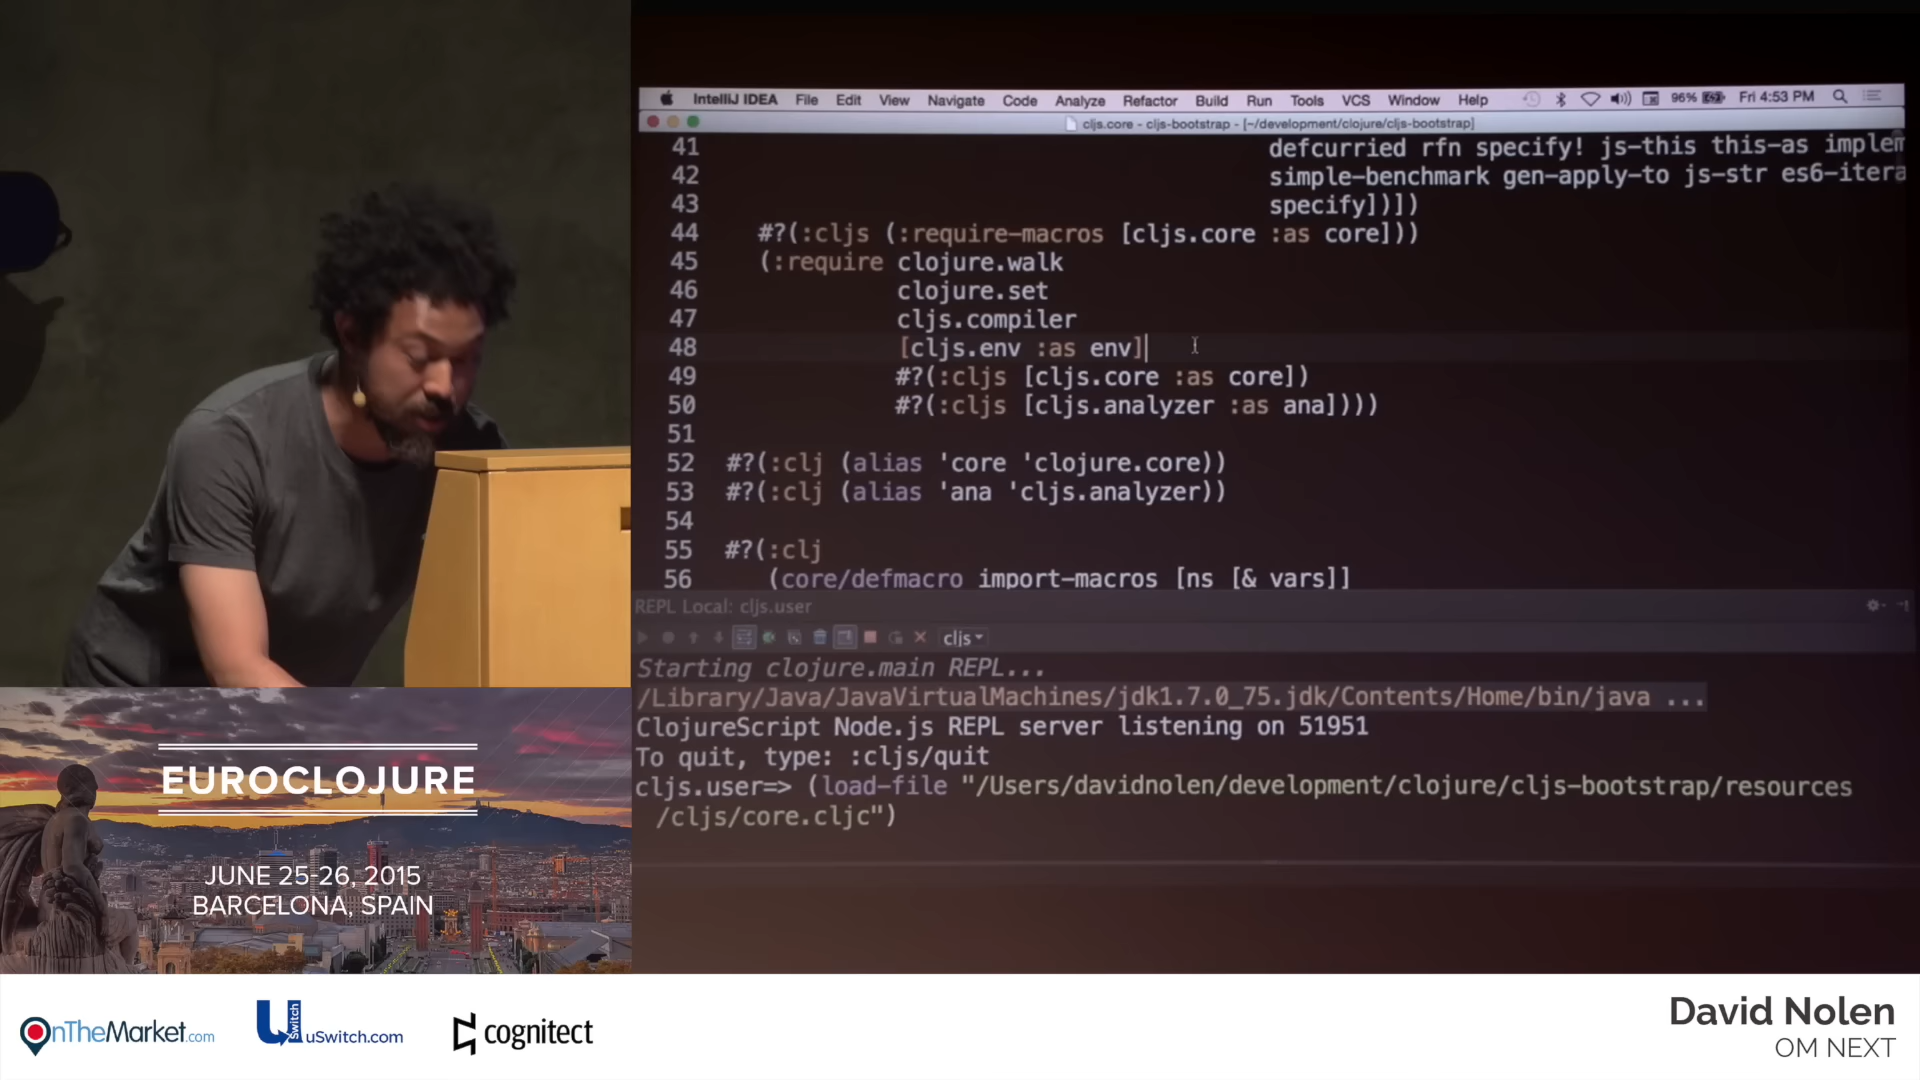 IntelliJ IDEA File Edit View Navigate Code Analyze Refactor Build Run Tools VCS Window Help 96% Fri 4:53 PM
cljs.core - cljs-bootstrap - [~/development/clojure/cljs-bootstrap]
41 defcurried rfn specify! js-this this-as implem
42 simple-benchmark gen-apply-to js-str es6-itera
43 specify])])
44 #?(:cljs (:require-macros [cljs.core :as core]))
45 (:require clojure.walk
46 clojure.set
47 cljs.compiler
48 [cljs.env :as env]
49 #?(:cljs [cljs.core :as core])
50 #?(:cljs [cljs.analyzer :as ana])))
51
52 #?(:clj (alias 'core 'clojure.core))
53 #?(:clj (alias 'ana 'cljs.analyzer))
54
55 #?(:clj
56 (core/defmacro import-macros [ns [& vars]]
REPL Local: cljs.user
cljs
Starting clojure.main REPL...
/Library/Java/JavaVirtualMachines/jdk1.7.0_75.jdk/Contents/Home/bin/java ...
ClojureScript Node.js REPL server listening on 51951
To quit, type: :cljs/quit
cljs.user=> (load-file "/Users/davidnolen/development/clojure/cljs-bootstrap/resources
/cljs/core.cljc")
EUROCLOJURE
JUNE 25-26, 2015
BARCELONA, SPAIN
OnTheMarket.com
uSwitch
uSwitch.com
cognitect
David Nolen
OM NEXT